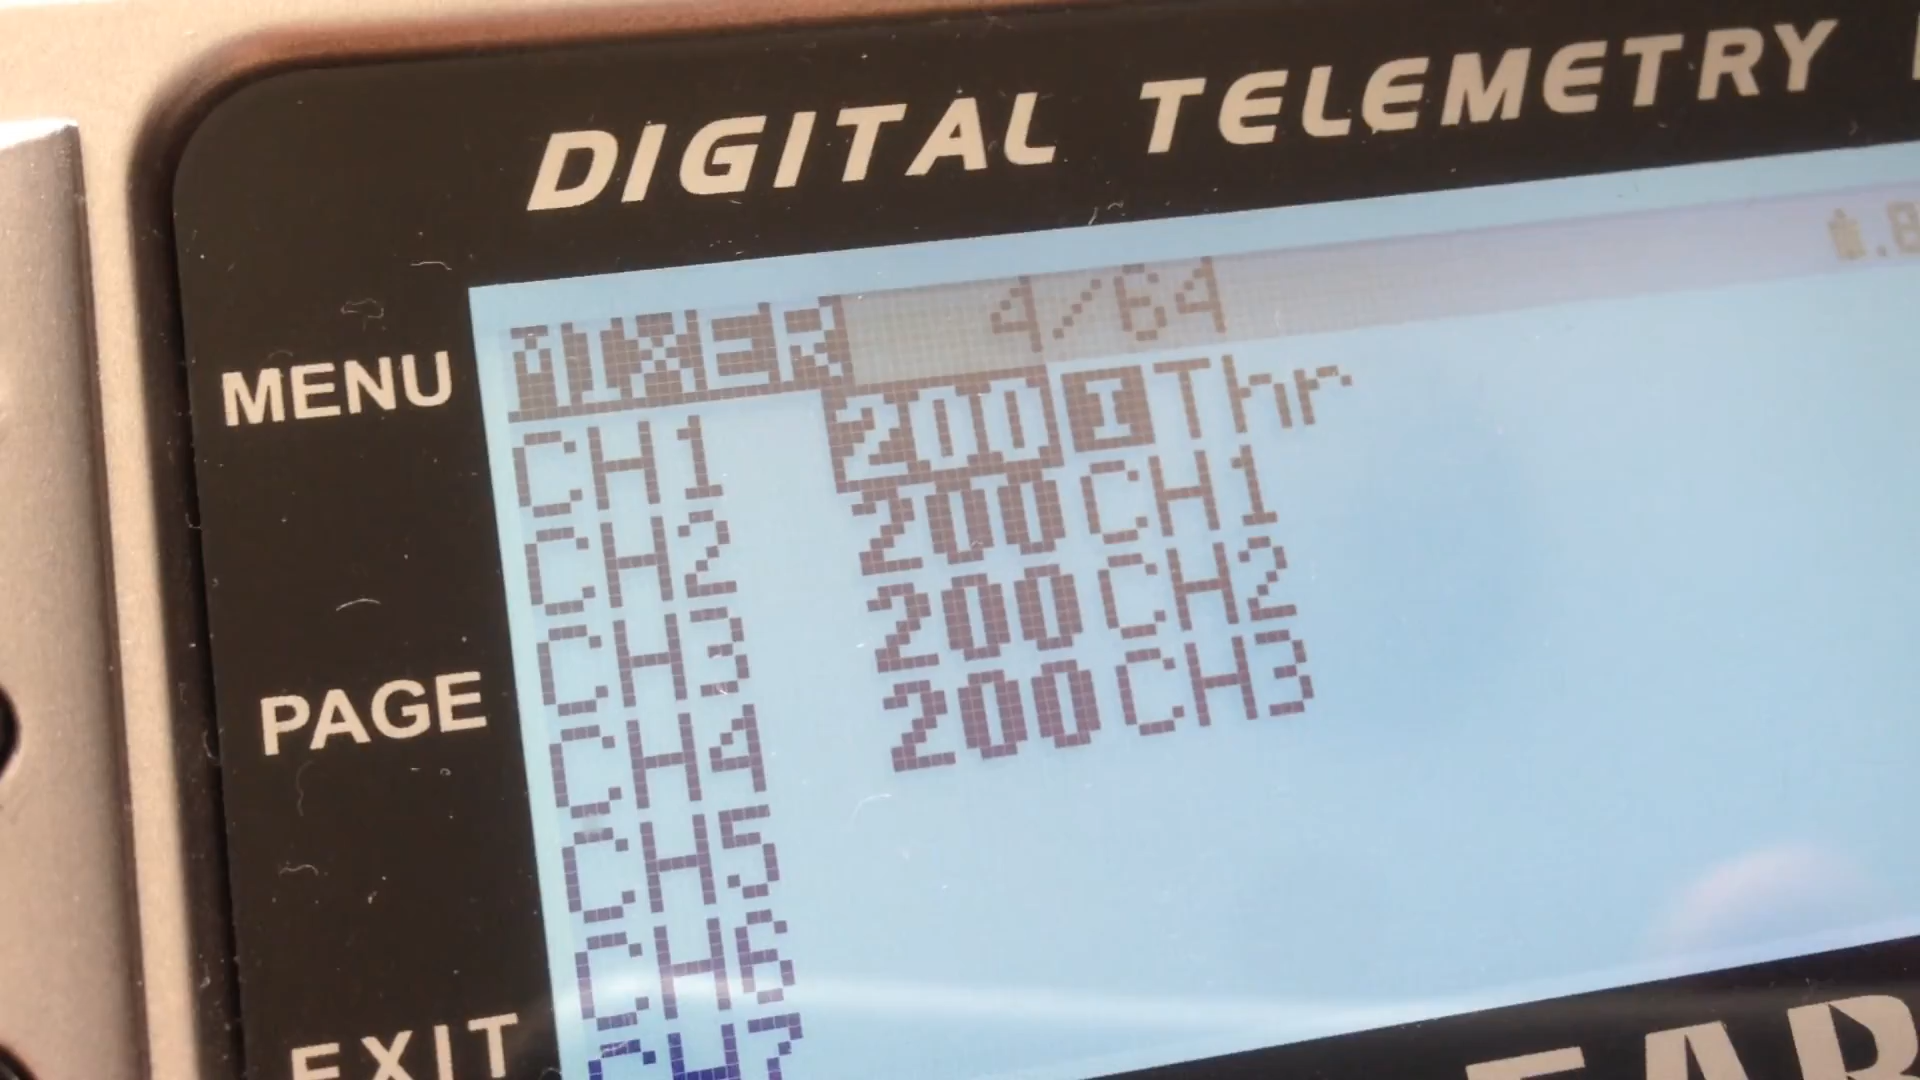 DIGITAL TELEMETRY
MIXER 4/64
MENU
CH1 200 I Thr
CH2 200 CH1
CH3 200 CH2
CH4 200 CH3
PAGE
CH5
CH6
EXIT
CH7